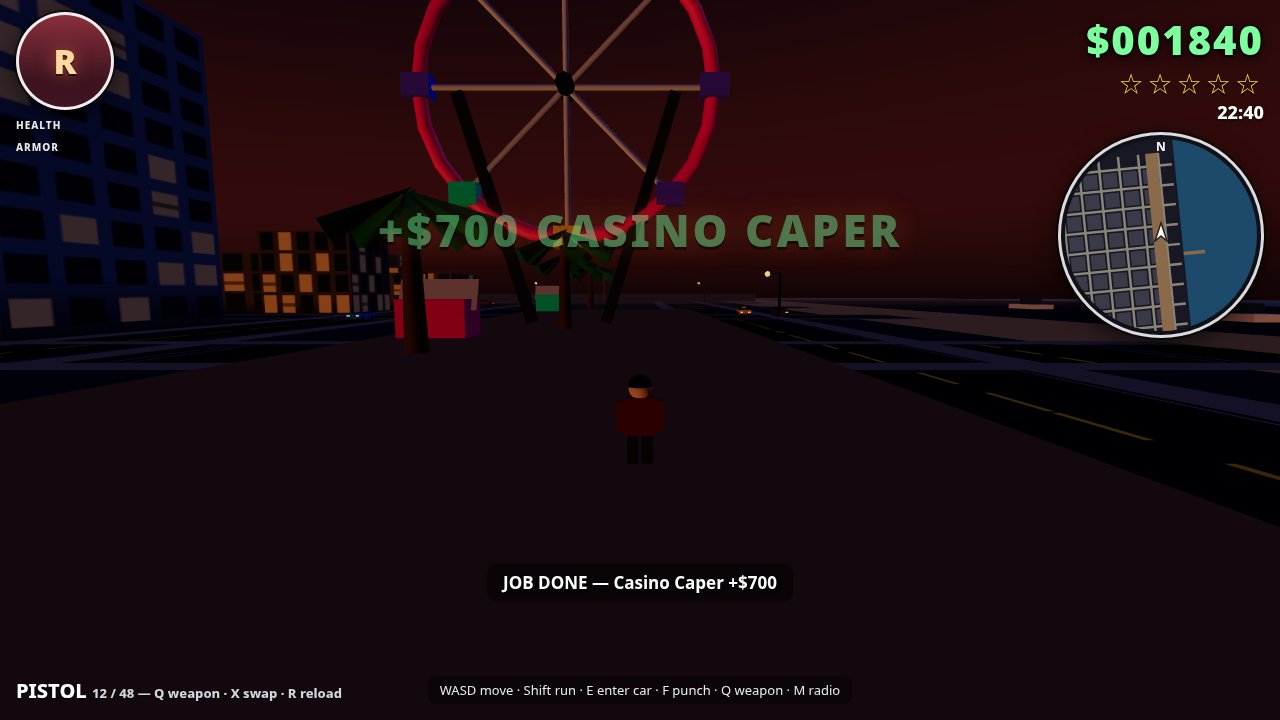 R
HEALTH
ARMOR
$001840
☆☆☆☆☆
22:40
N
+$700 CASINO CAPER
JOB DONE — Casino Caper +$700
PISTOL 12 / 48 — Q weapon · X swap · R reload
WASD move · Shift run · E enter car · F punch · Q weapon · M radio